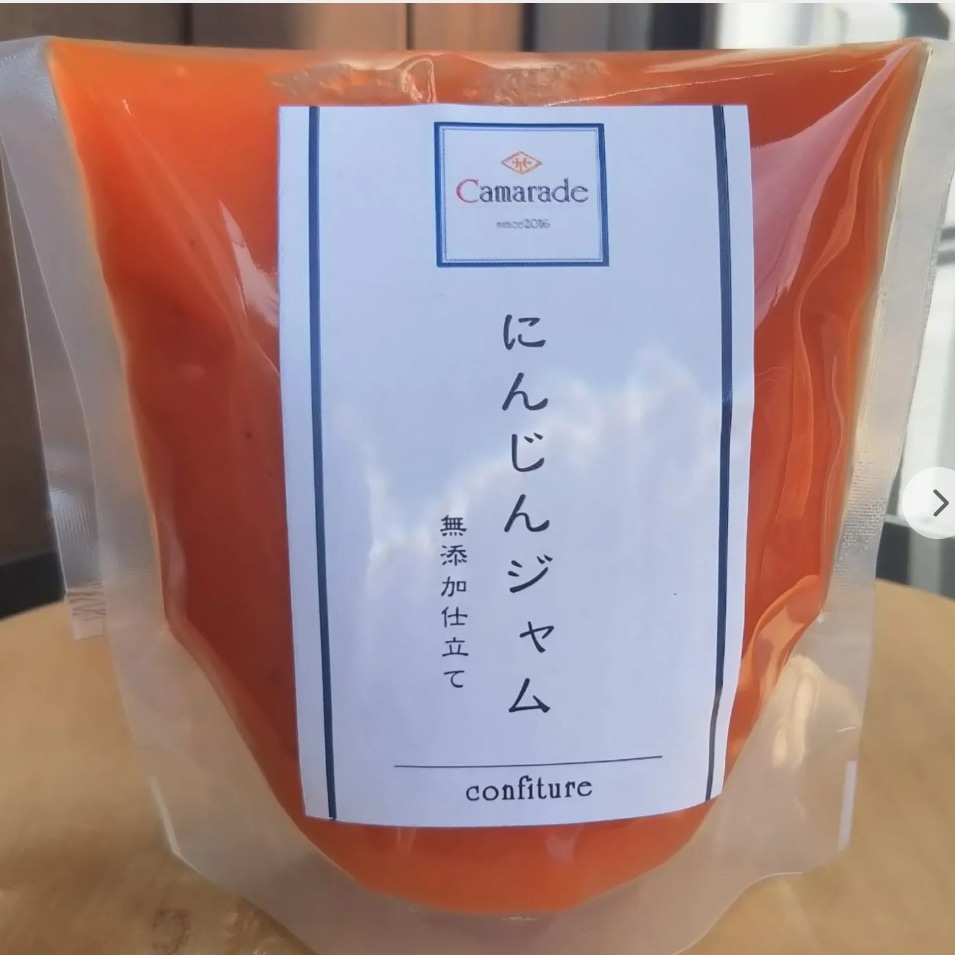 Camarade
since2016
にんじんジャム
無添加仕立て
confiture